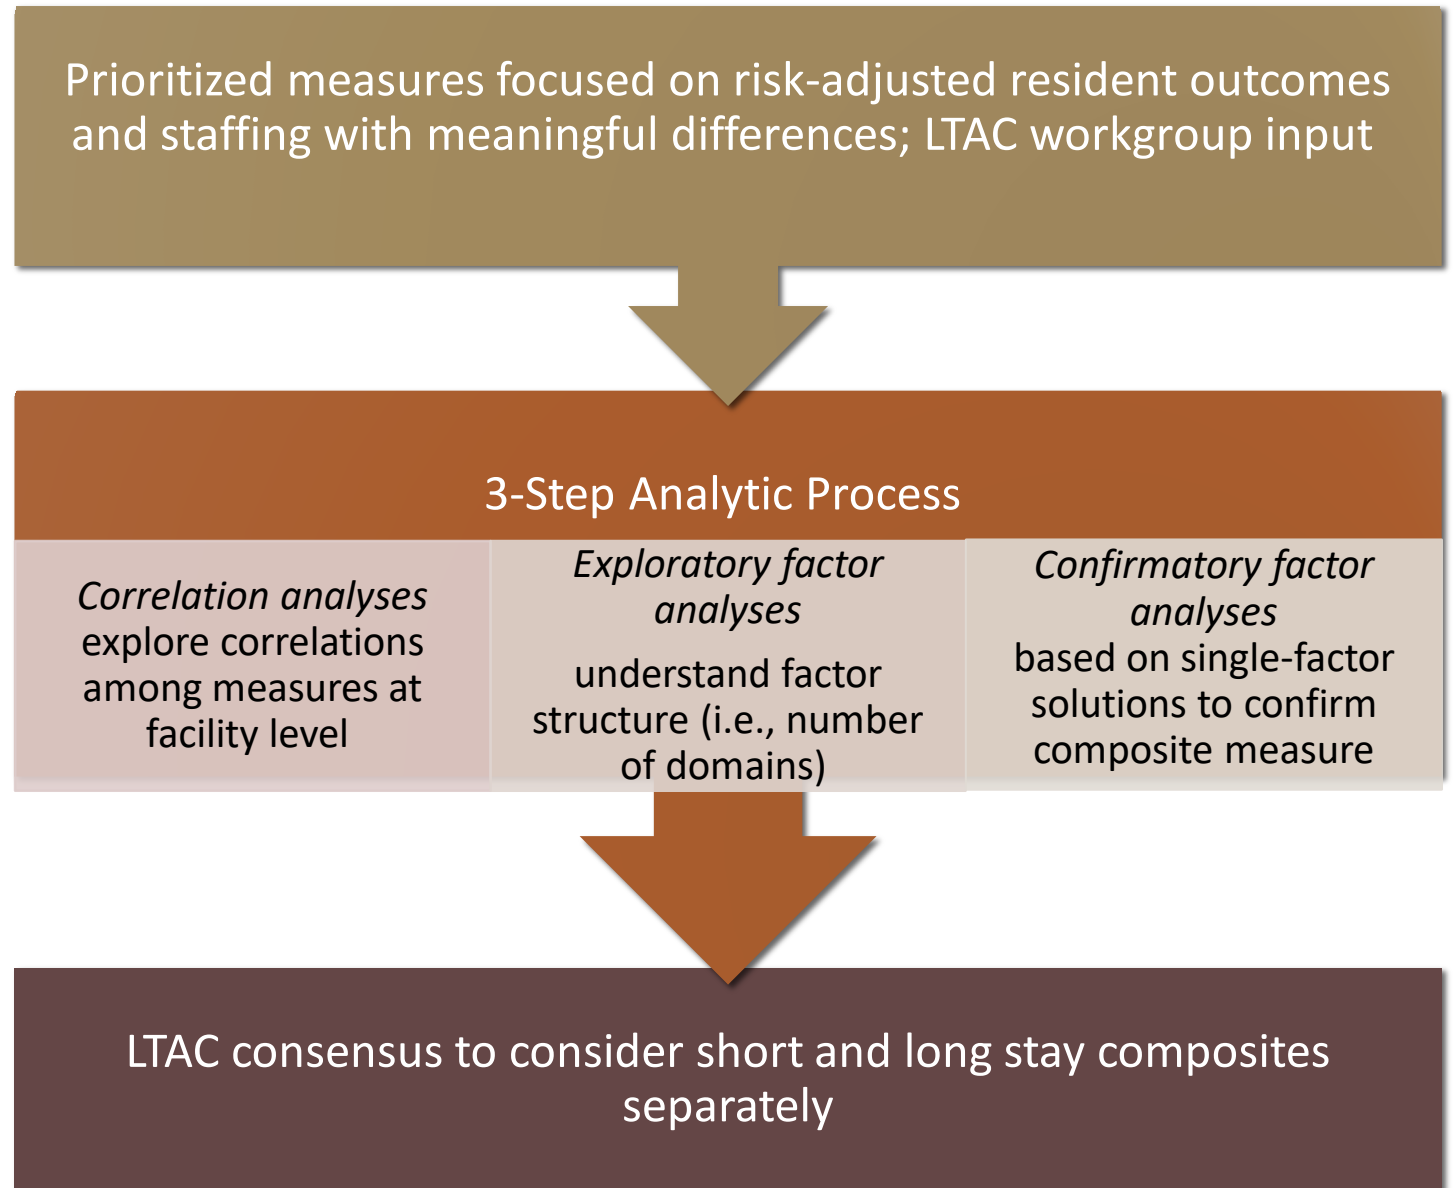 Prioritized measures focused on risk-adjusted resident outcomes
and staffing with meaningful differences; LTAC workgroup input
3-Step Analytic Process
Correlation analyses
explore correlations
among measures at
facility level
Exploratory factor
analyses
understand factor
structure (i.e., number
of domains)
Confirmatory factor
analyses
based on single-factor
solutions to confirm
composite measure
LTAC consensus to consider short and long stay composites
separately